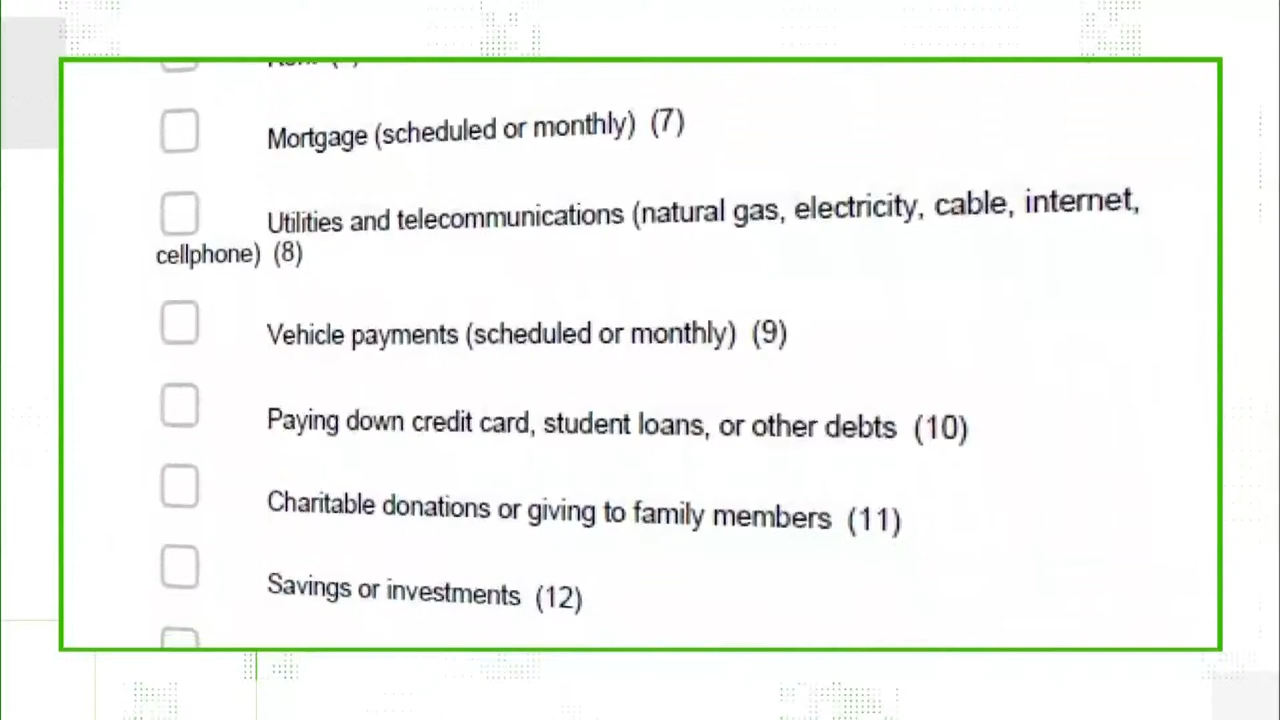 Mortgage (scheduled or monthly) (7)
Utilities and telecommunications (natural gas, electricity, cable, internet,
cellphone) (8)
Vehicle payments (scheduled or monthly) (9)
Paying down credit card, student loans, or other debts (10)
Charitable donations or giving to family members (11)
Savings or investments (12)